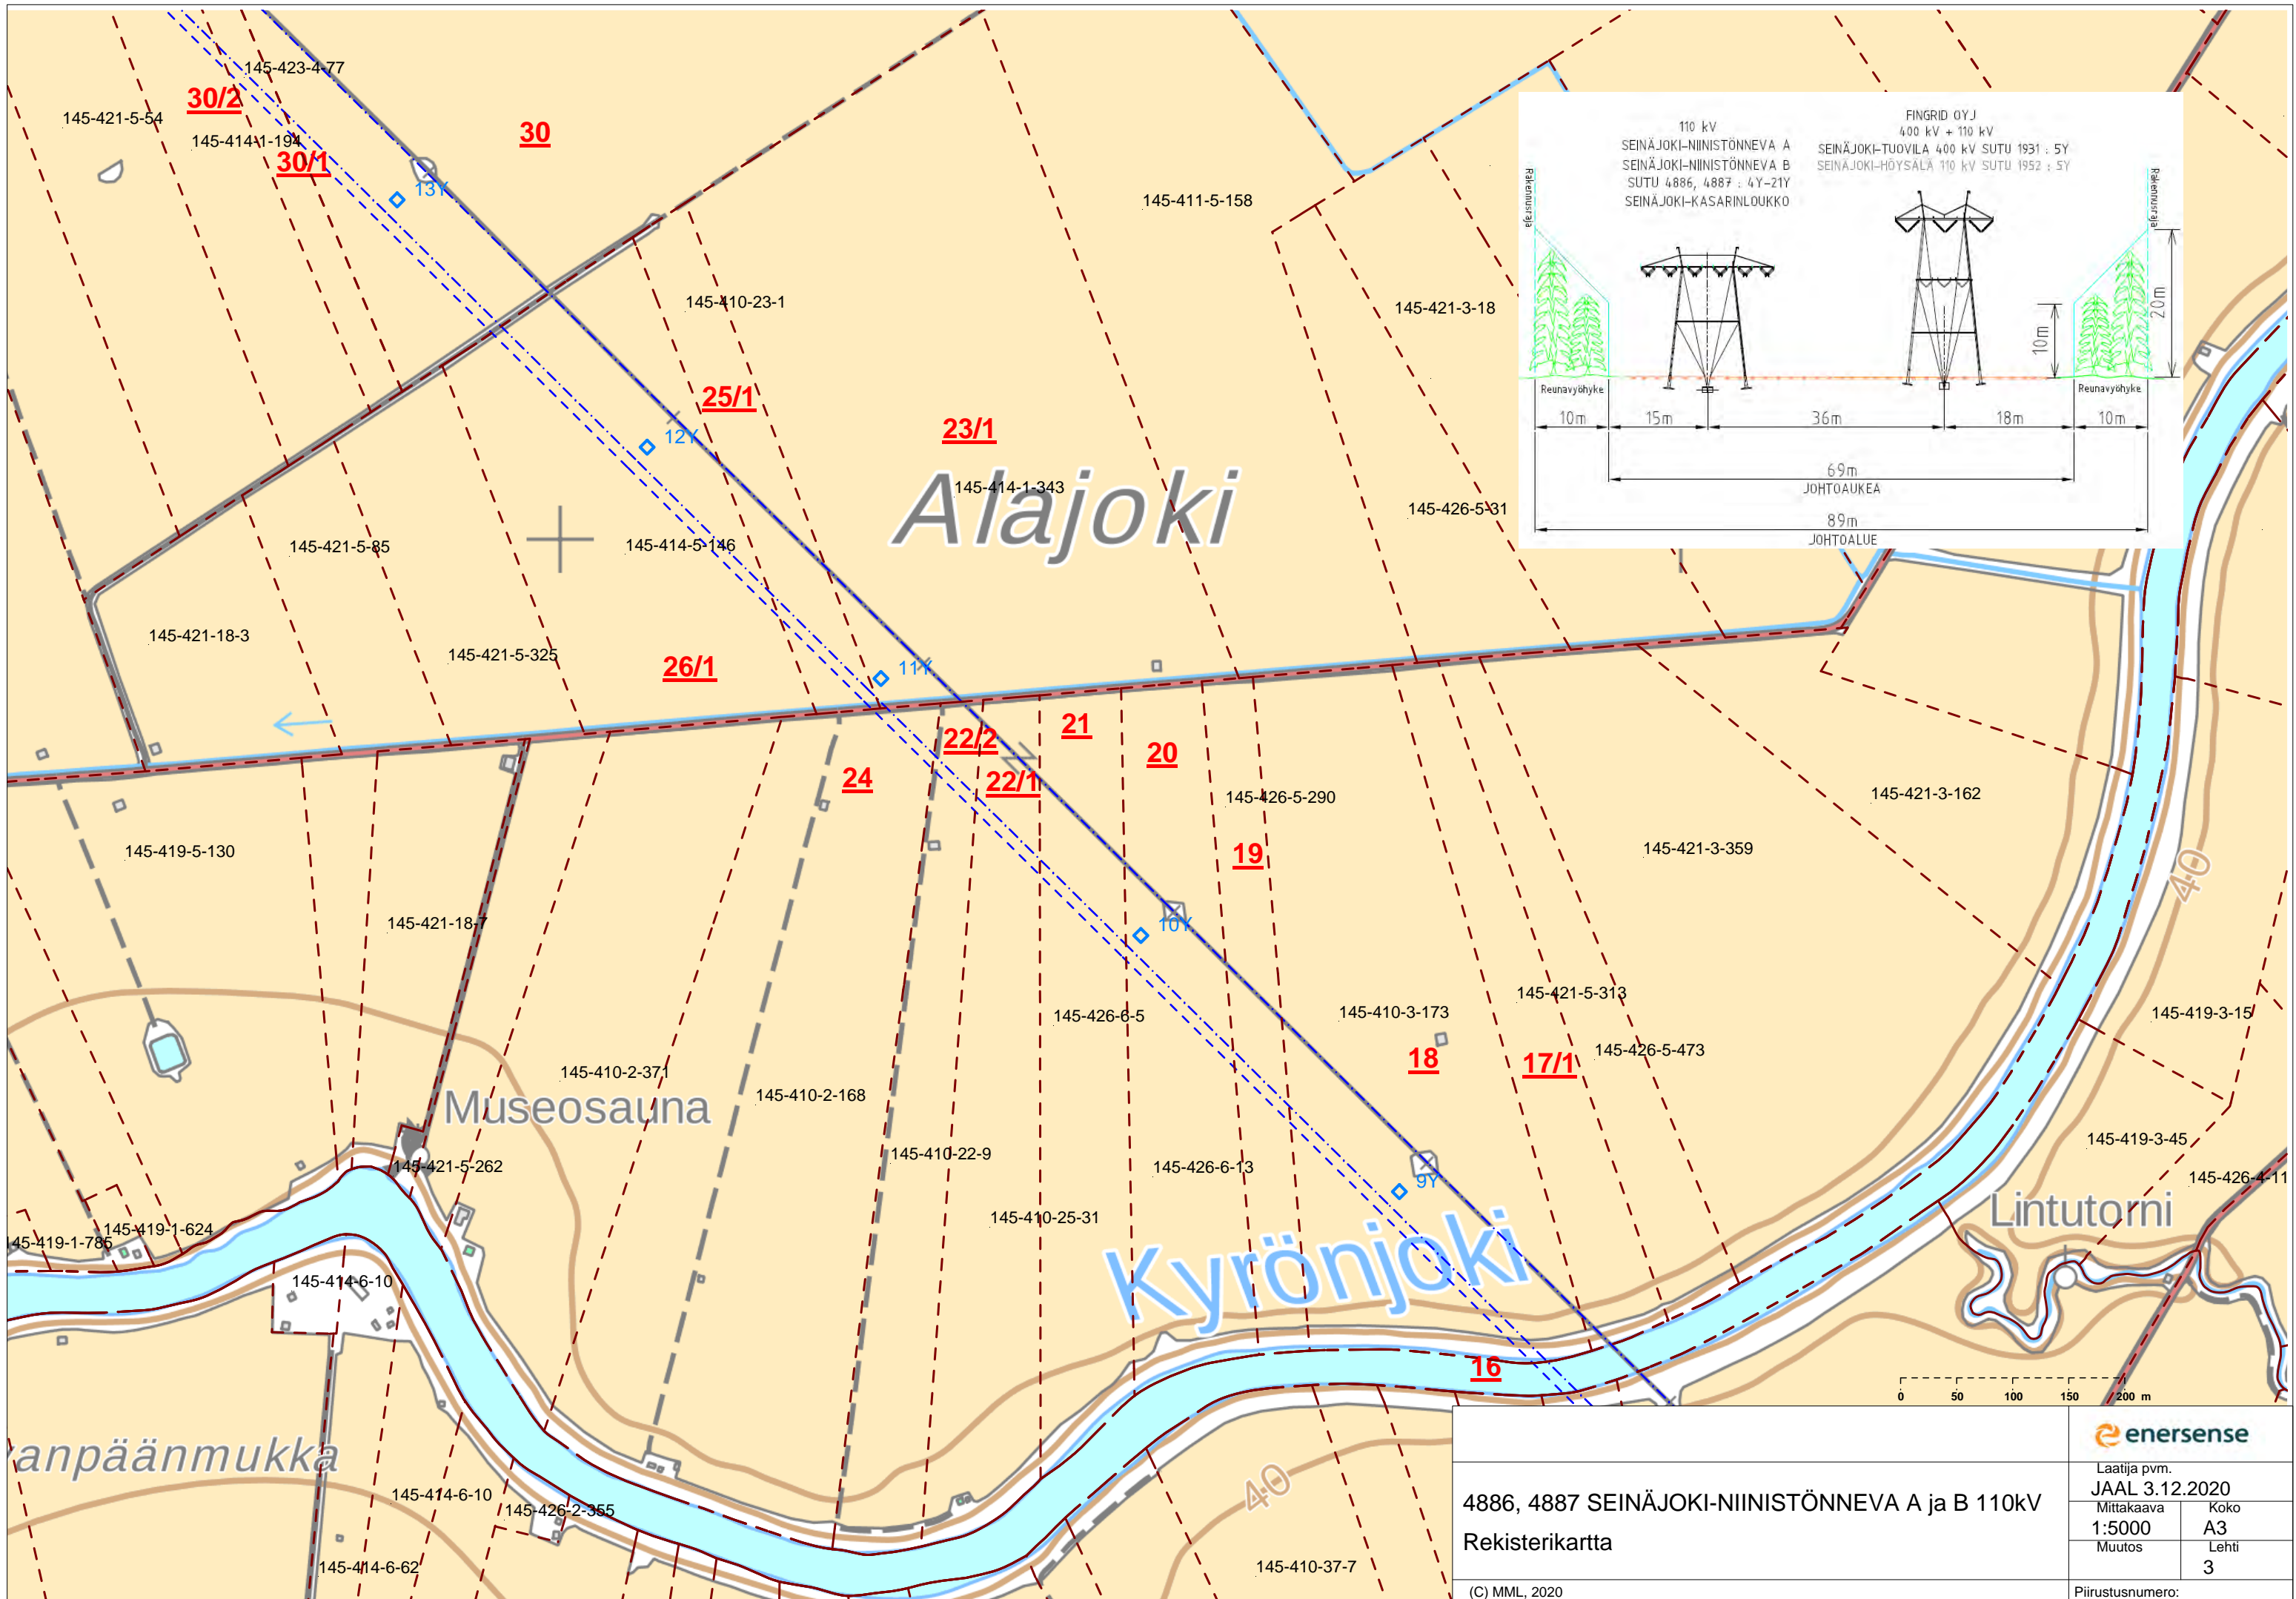 145-423-4-77
30/2
145-421-5-54
145-414-1-194
30/1
30
13Y
145-411-5-158
145-410-23-1
145-421-3-18
25/1
12Y
23/1
Alajoki
145-414-1-343
145-426-5-31
145-421-5-85
145-414-5-146
145-421-18-3
145-421-5-325
26/1
11Y
110 kV
SEINÄJOKI-NIINISTÖNNEVA A
SEINÄJOKI-NIINISTÖNNEVA B
SUTU 4886, 4887 : 4Y-21Y
SEINÄJOKI-KASARINLOUKKO
FINGRID OYJ
400 kV + 110 kV
SEINÄJOKI-TUOVILA 400 kV SUTU 1931 : 5Y
SEINÄJOKI-HÖYSÄLÄ 110 kV SUTU 1952 : 5Y
Rakennusraja
Rakennusraja
20m
10m
Reunavyöhyke
Reunavyöhyke
10m
15m
36m
18m
10m
69m
JOHTOAUKEA
89m
JOHTOALUE
21
22/2
20
24
22/1
145-426-5-290
145-421-3-162
19
145-421-3-359
40
145-419-5-130
145-421-18-7
10Y
145-421-5-313
145-426-6-5
145-410-3-173
145-419-3-15
18
17/1
145-426-5-473
145-410-2-371
145-410-2-168
Museosauna
145-419-3-45
145-421-5-262
145-410-22-9
145-426-6-13
9Y
145-426-4-11
Lintutorni
145-410-25-31
145-419-1-624
145-419-1-785
Kyrönjoki
145-414-6-10
16
0 50 100 150 200 m
anpäänmukka
40
145-414-6-10
145-426-2-355
145-414-6-62
145-410-37-7
enersense
4886, 4887 SEINÄJOKI-NIINISTÖNNEVA A ja B 110kV
Rekisterikartta
Laatija pvm.
JAAL 3.12.2020
Mittakaava Koko
1:5000 A3
Muutos Lehti
3
(C) MML, 2020
Piirustusnumero: